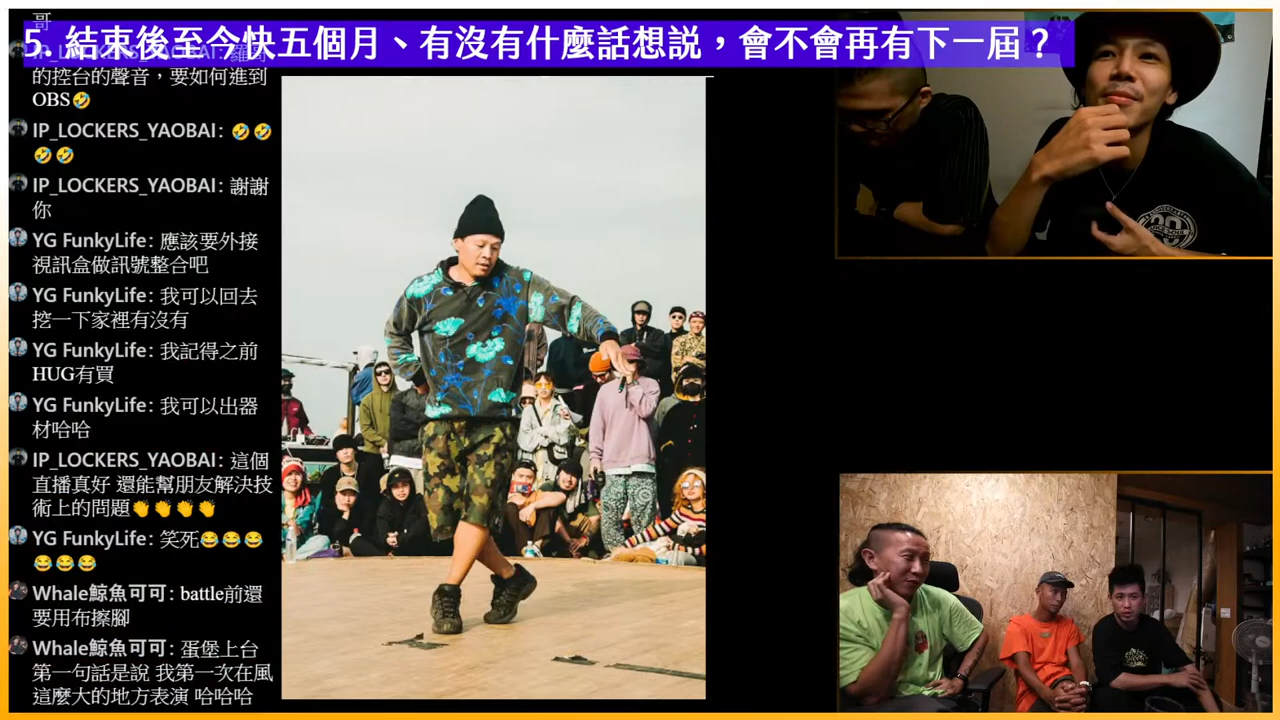 5. 結束後至今快五個月、有沒有什麼話想説，會不會再有下一屆？
哥
IP_LOCKERS_YAOBAI: 羅哥
的控台的聲音，要如何進到
OBS🤣
IP_LOCKERS_YAOBAI: 🤣🤣
🤣🤣
IP_LOCKERS_YAOBAI: 謝謝
你
YG FunkyLife: 應該要外接
視訊盒做訊號整合吧
YG FunkyLife: 我可以回去
挖一下家裡有沒有
YG FunkyLife: 我記得之前
HUG有買
YG FunkyLife: 我可以出器
材哈哈
IP_LOCKERS_YAOBAI: 這個
直播真好 還能幫朋友解決技
術上的問題👏👏👏👏
YG FunkyLife: 笑死😂😂😂
😂😂😂
Whale鯨魚可可: battle前還
要用布擦腳
Whale鯨魚可可: 蛋堡上台
第一句話是說 我第一次在風
這麼大的地方表演 哈哈哈